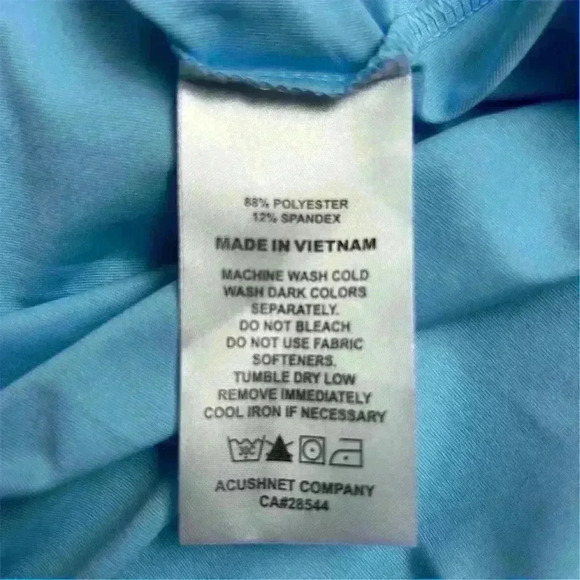 88% POLYESTER
12% SPANDEX
MADE IN VIETNAM
MACHINE WASH COLD
WASH DARK COLORS
SEPARATELY.
DO NOT BLEACH
DO NOT USE FABRIC
SOFTENERS.
TUMBLE DRY LOW
REMOVE IMMEDIATELY
COOL IRON IF NECESSARY
ACUSHNET COMPANY
CA#28544